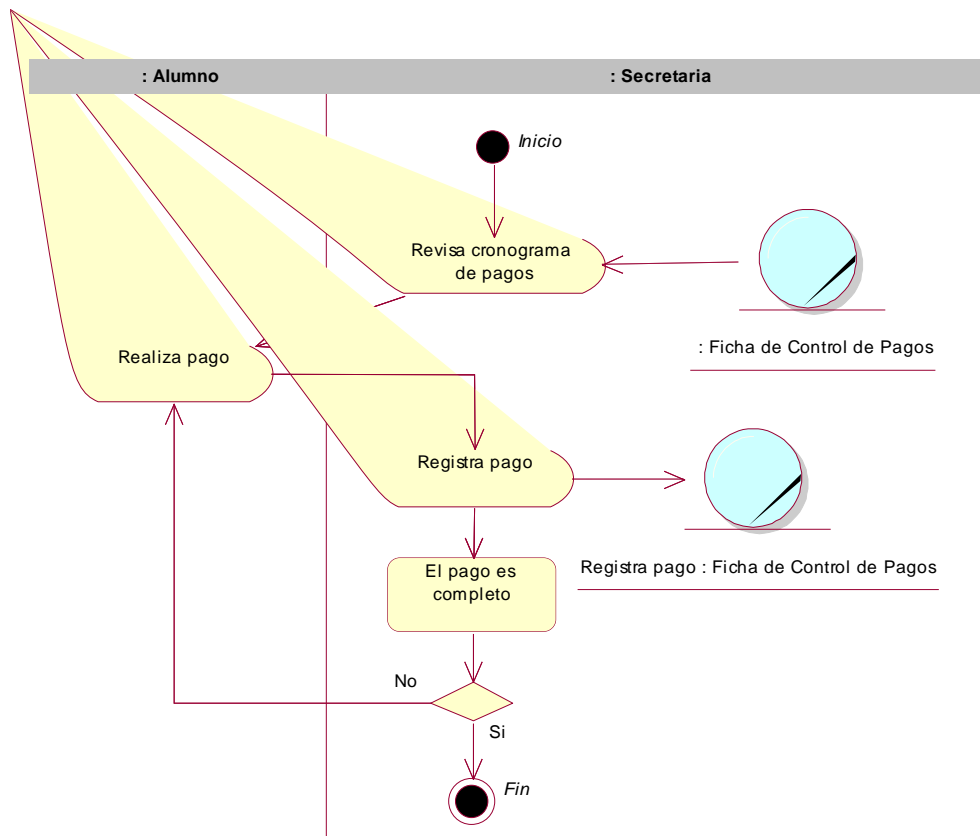 : Alumno
: Secretaria
Inicio
Revisa cronograma
de pagos
: Ficha de Control de Pagos
Realiza pago
Registra pago
Registra pago : Ficha de Control de Pagos
El pago es
completo
No
Si
Fin